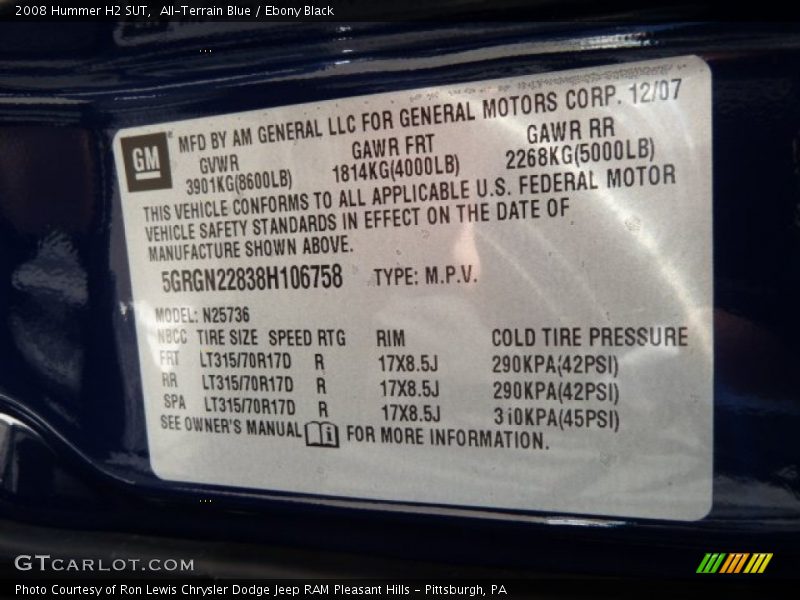 2008 Hummer H2 SUT,  All-Terrain Blue / Ebony Black
GM ® MFD BY AM GENERAL LLC FOR GENERAL MOTORS CORP. 12/07
GVWR GAWR FRT GAWR RR
3901KG(8600LB) 1814KG(4000LB) 2268KG(5000LB)
THIS VEHICLE CONFORMS TO ALL APPLICABLE U.S. FEDERAL MOTOR
VEHICLE SAFETY STANDARDS IN EFFECT ON THE DATE OF
MANUFACTURE SHOWN ABOVE.
5GRGN22838H106758 TYPE: M.P.V.
MODEL: N25736
NBCC TIRE SIZE SPEED RTG RIM COLD TIRE PRESSURE
FRT LT315/70R17D R 17X8.5J 290KPA(42PSI)
RR LT315/70R17D R 17X8.5J 290KPA(42PSI)
SPA LT315/70R17D R 17X8.5J 310KPA(45PSI)
SEE OWNER'S MANUAL i FOR MORE INFORMATION.
GTCARLOT.COM
Photo Courtesy of Ron Lewis Chrysler Dodge Jeep RAM Pleasant Hills - Pittsburgh, PA